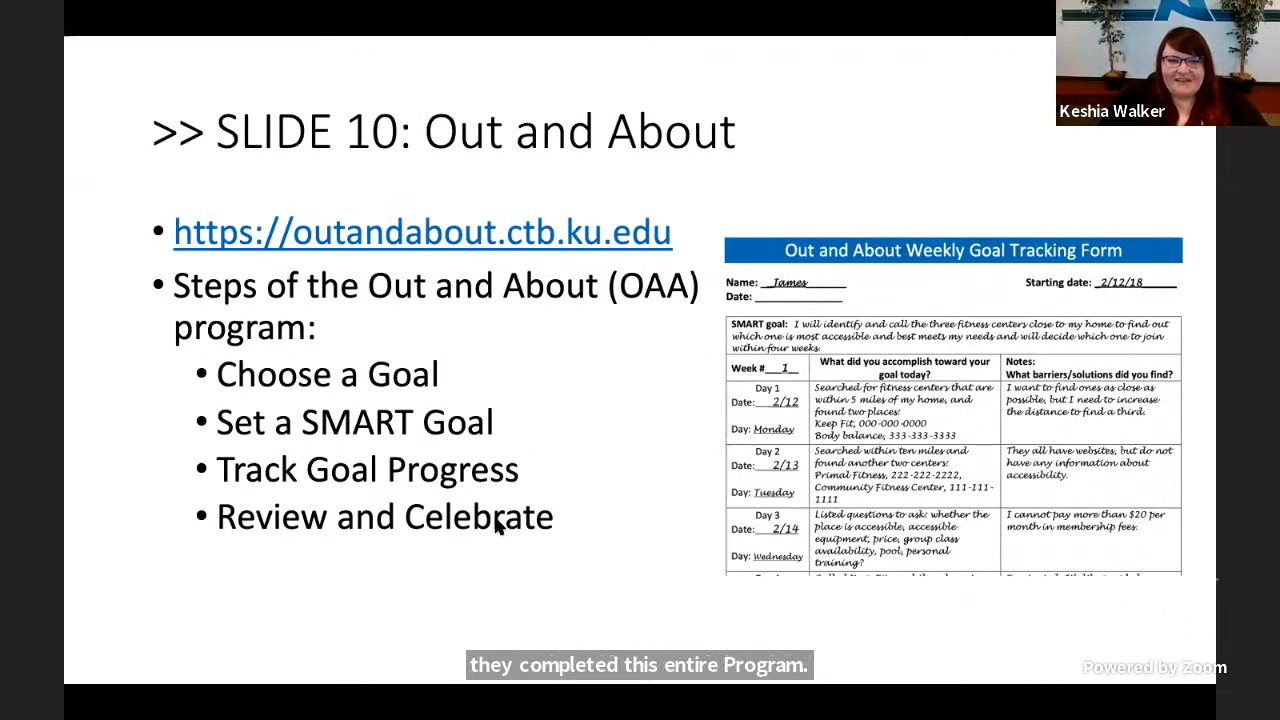 Keshia Walker
>> SLIDE 10: Out and About
• https://outandabout.ctb.ku.edu
• Steps of the Out and About (OAA)
program:
• Choose a Goal
• Set a SMART Goal
• Track Goal Progress
• Review and Celebrate
Out and About Weekly Goal Tracking Form
Name: James
Starting date: 2/12/18
Date:
SMART goal: I will identify and call the three fitness centers close to my home to find out
which one is most accessible and best meets my needs and will decide which one to join
within four weeks.
Week # 1
What did you accomplish toward your
goal today?
Notes:
What barriers/solutions did you find?
Day 1
Date: 2/12
Day: Monday
Searched for fitness centers that are
within 5 miles of my home, and
found two places:
Keep Fit, 000-000-0000
Body balance, 333-333-3333
I want to find ones as close as
possible, but I need to increase
the distance to find a third.
Day 2
Date: 2/13
Day: Tuesday
Searched within ten miles and
found another two centers:
Primal Fitness, 222-222-2222,
Community Fitness Center, 111-111-
1111
They all have websites, but do not
have any information about
accessibility.
Day 3
Date: 2/14
Day: Wednesday
Listed questions to ask: whether the
place is accessible, accessible
equipment, price, group class
availability, pool, personal
training?
I cannot pay more than $20 per
month in membership fees.
they completed this entire Program.
Powered by Zoom